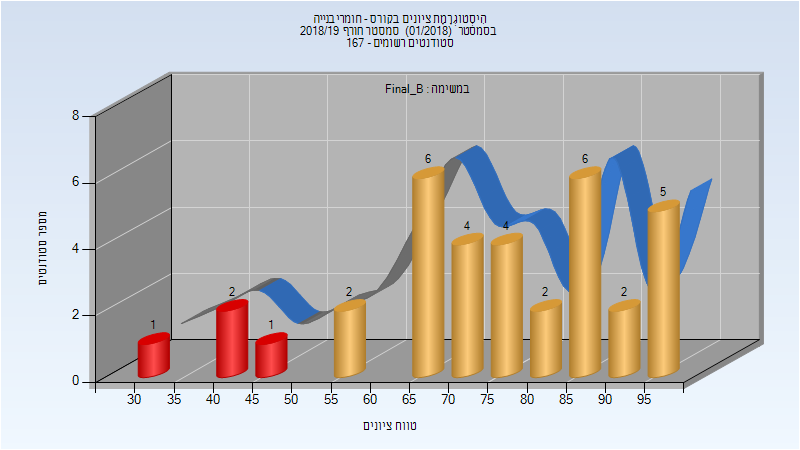 היסטוגרמת ציונים בקורס - חומרי בנייה
בסמסטר (01/2018) סמסטר חורף 2018/19
סטודנטים רשומים - 167
במשימה : Final_B
מספר סטודנטים
8
6
4
2
0
1
2
1
2
6
4
4
2
6
2
5
30 35 40 45 50 55 60 65 70 75 80 85 90 95
טווח ציונים